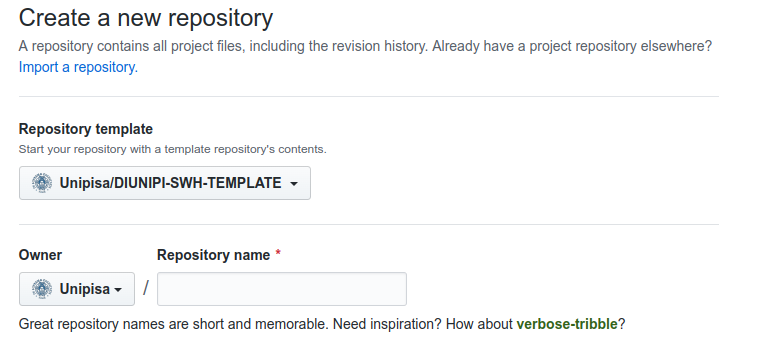 Create a new repository
A repository contains all project files, including the revision history. Already have a project repository elsewhere?
Import a repository.
Repository template
Start your repository with a template repository's contents.
Unipisa/DIUNIPI-SWH-TEMPLATE
Owner Repository name *
Unipisa /
Great repository names are short and memorable. Need inspiration? How about verbose-tribble?